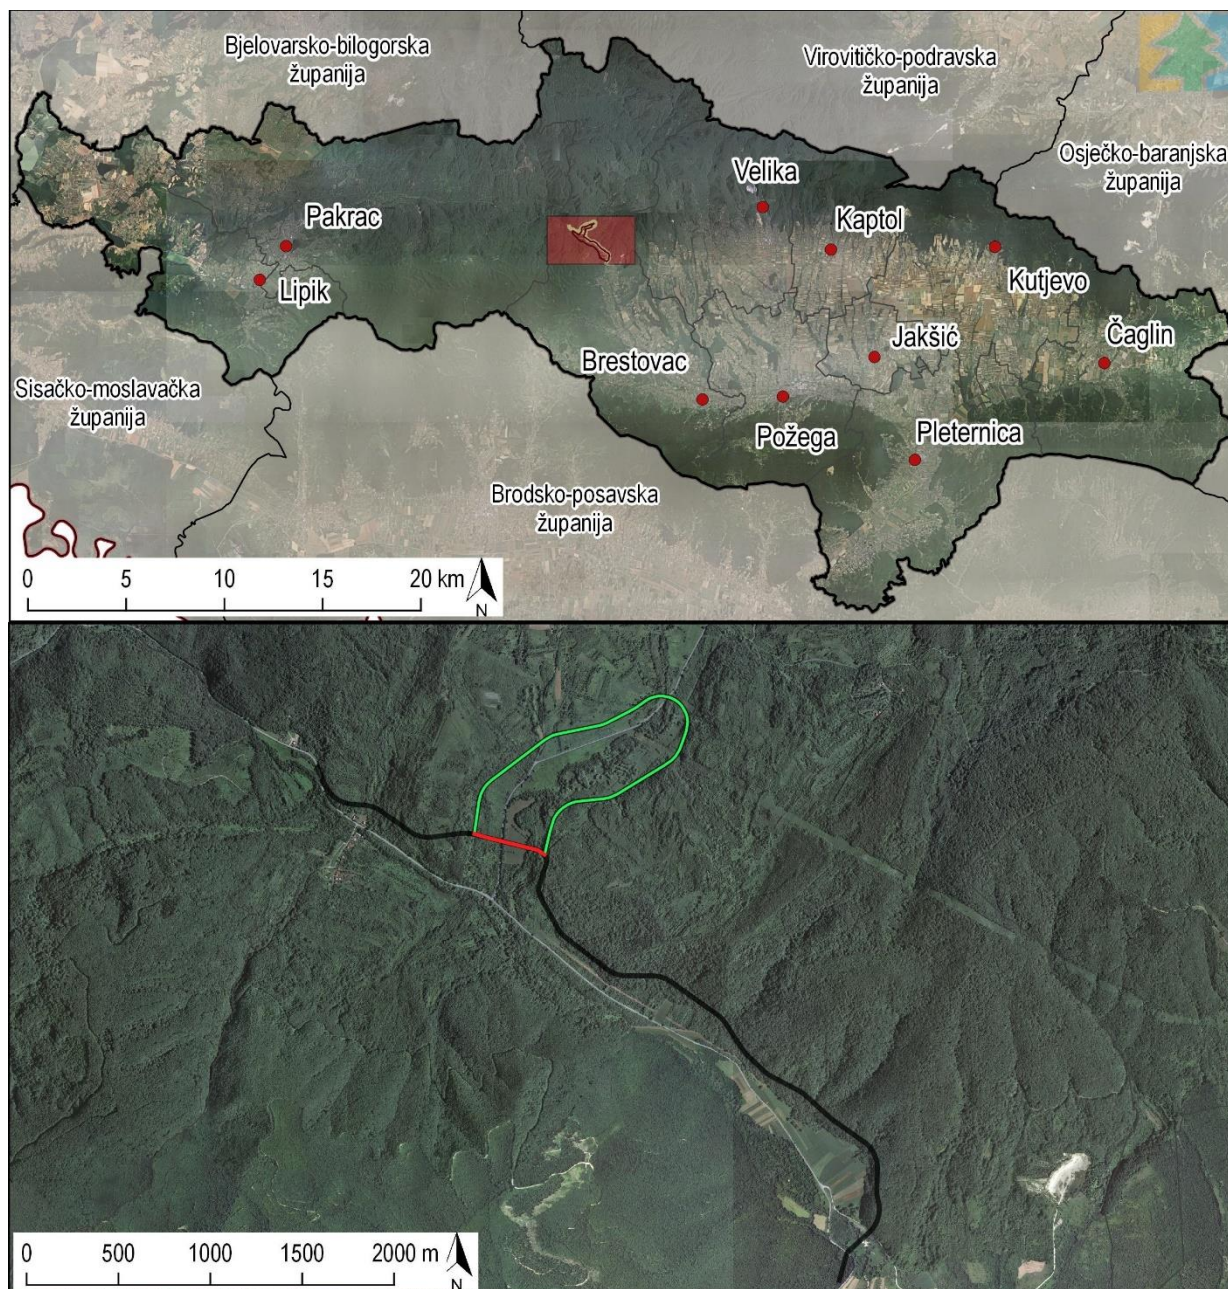 Bjelovarsko-bilogorska
županija
Virovitičko-podravska
županija
Osječko-baranjska
županija
Velika
Pakrac
Kaptol
Lipik
Kutjevo
Jakšić
Čaglin
Brestovac
Sisačko-moslavačka
županija
Požega
Pleternica
Brodsko-posavska
županija
0 5 10 15 20 km
N
0 500 1000 1500 2000 m
N